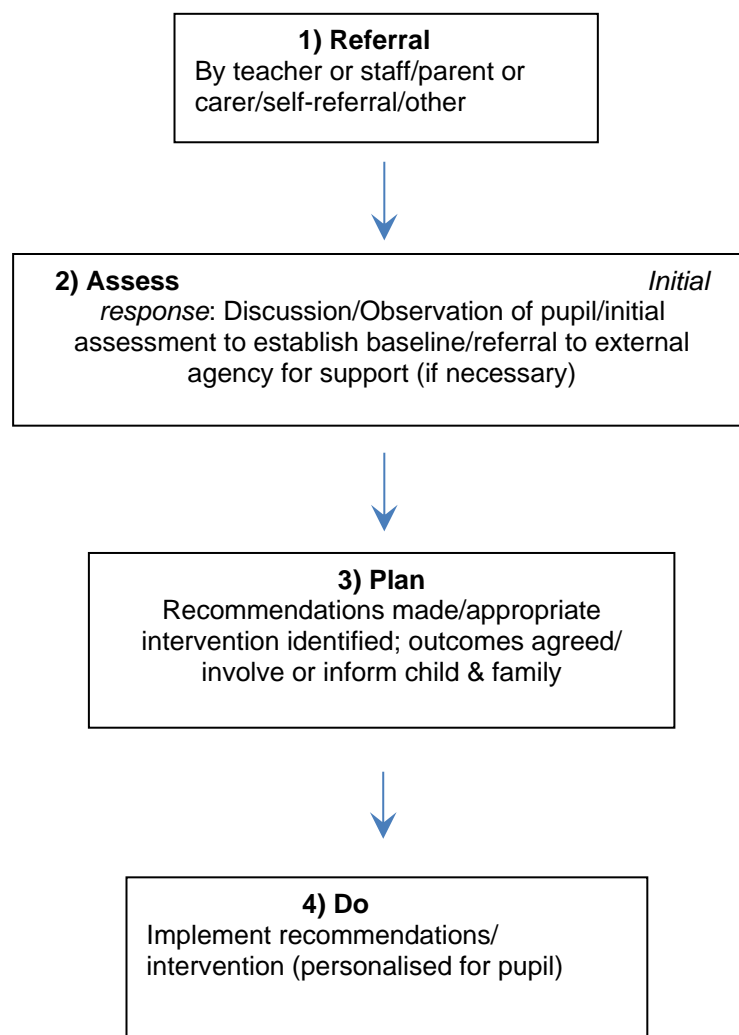 1) Referral
By teacher or staff/parent or
carer/self-referral/other
2) Assess Initial
response: Discussion/Observation of pupil/initial
assessment to establish baseline/referral to external
agency for support (if necessary)
3) Plan
Recommendations made/appropriate
intervention identified; outcomes agreed/
involve or inform child & family
4) Do
Implement recommendations/
intervention (personalised for pupil)